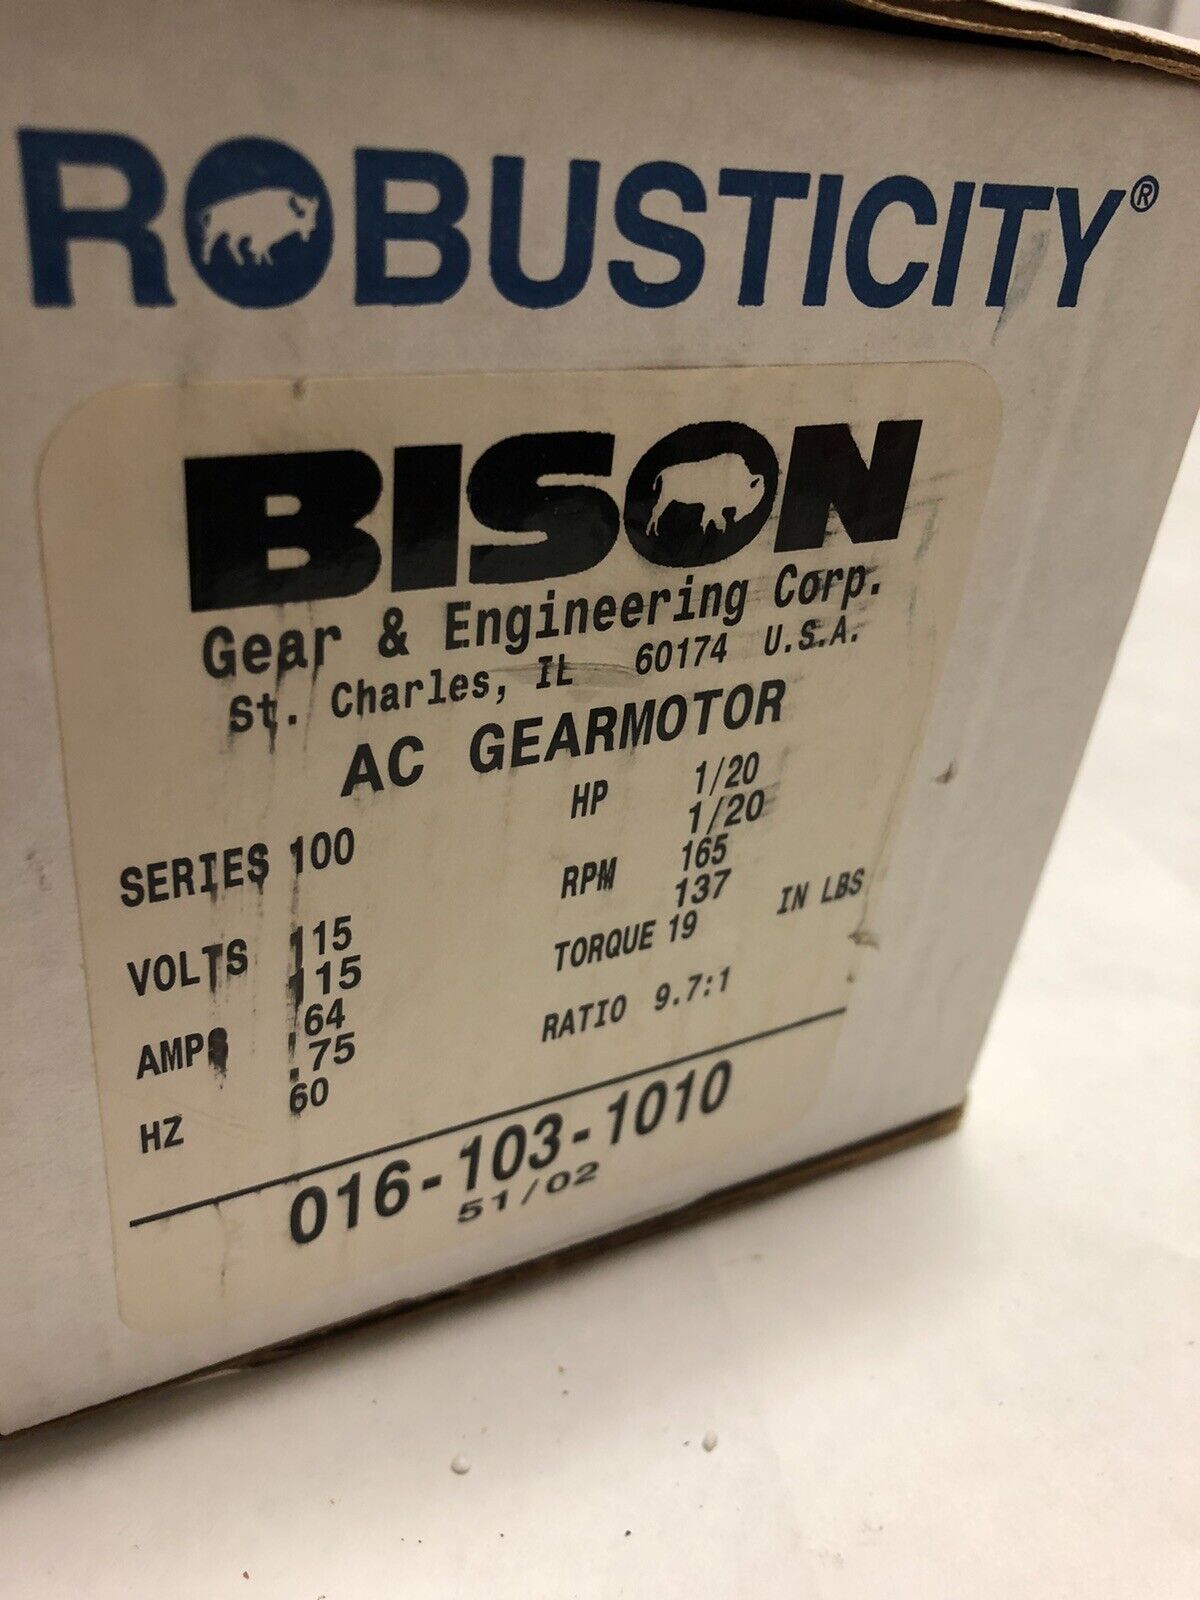 ROBUSTICITY®
BISON
Gear & Engineering Corp.
St. Charles, IL 60174 U.S.A.
AC GEARMOTOR
SERIES 100
HP 1/20
1/20
VOLTS 115
115
RPM 165
137
AMPS .64
.75
TORQUE 19 IN LBS
HZ 60
RATIO 9.7:1
016-103-1010
51/02